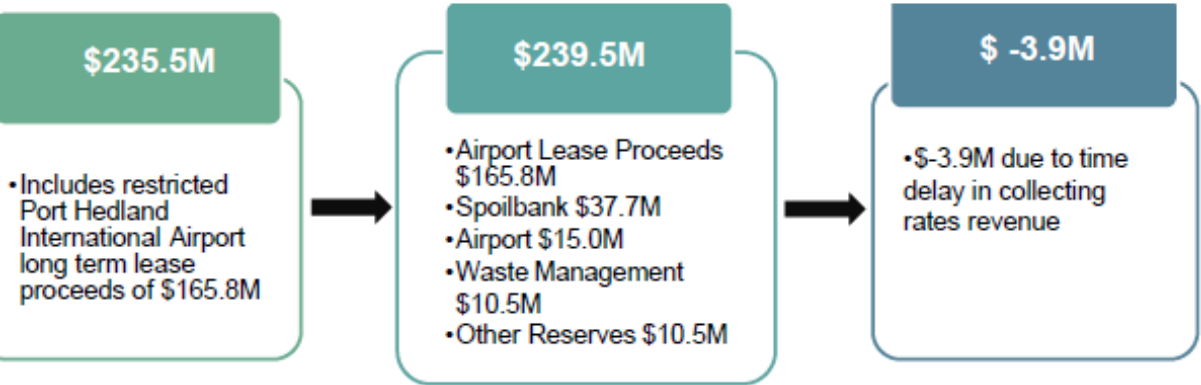 $235.5M
•Includes restricted
Port Hedland
International Airport
long term lease
proceeds of $165.8M
$239.5M
•Airport Lease Proceeds
$165.8M
•Spoilbank $37.7M
•Airport $15.0M
•Waste Management
$10.5M
•Other Reserves $10.5M
$ -3.9M
•$-3.9M due to time
delay in collecting
rates revenue